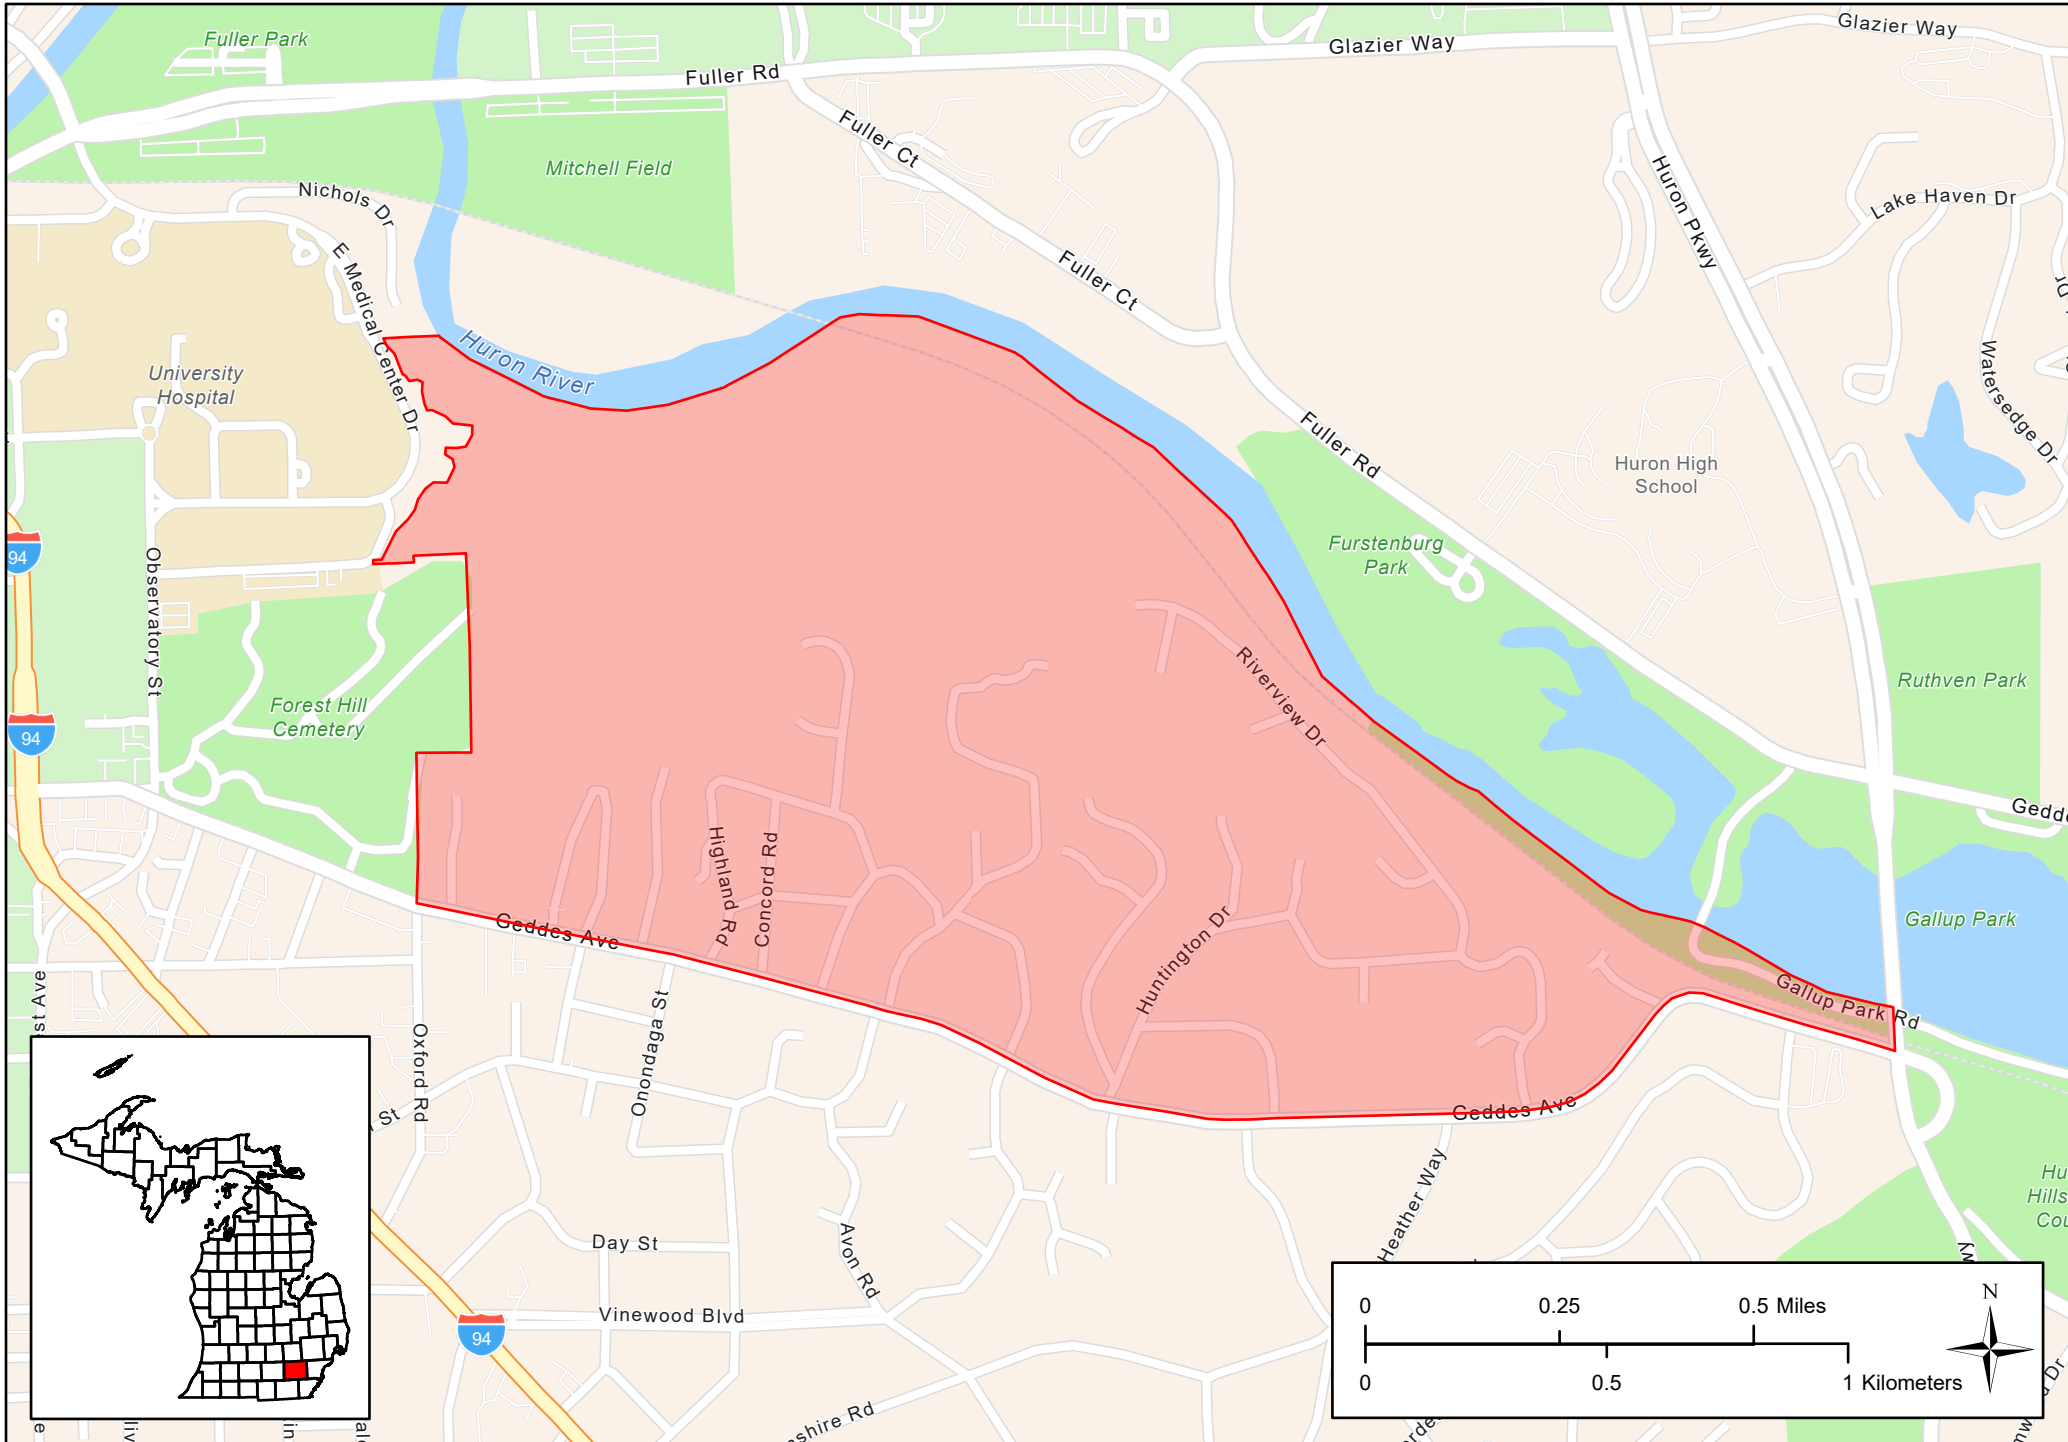 Fuller Park
Glazier Way
Glazier Way
Fuller Rd
Fuller Ct
Mitchell Field
Huron Pkwy
Nichols Dr
Lake Haven Dr
E Medical Center Dr
Fuller Ct
Huron River
University
Hospital
Watersedge Dr
Fuller Rd
Huron High
School
94
Furstenburg
Park
Observatory St
Riverview Dr
Ruthven Park
Forest Hill
Cemetery
94
Highland Rd
Concord Rd
Geddes Ave
Huntington Dr
Gallup Park
Gallup Park Rd
Onondaga St
Oxford Rd
Geddes Ave
St
Heather Way
Day St
Avon Rd
Vinewood Blvd
94
0
0.25
0.5 Miles
0
0.5
1 Kilometers
N